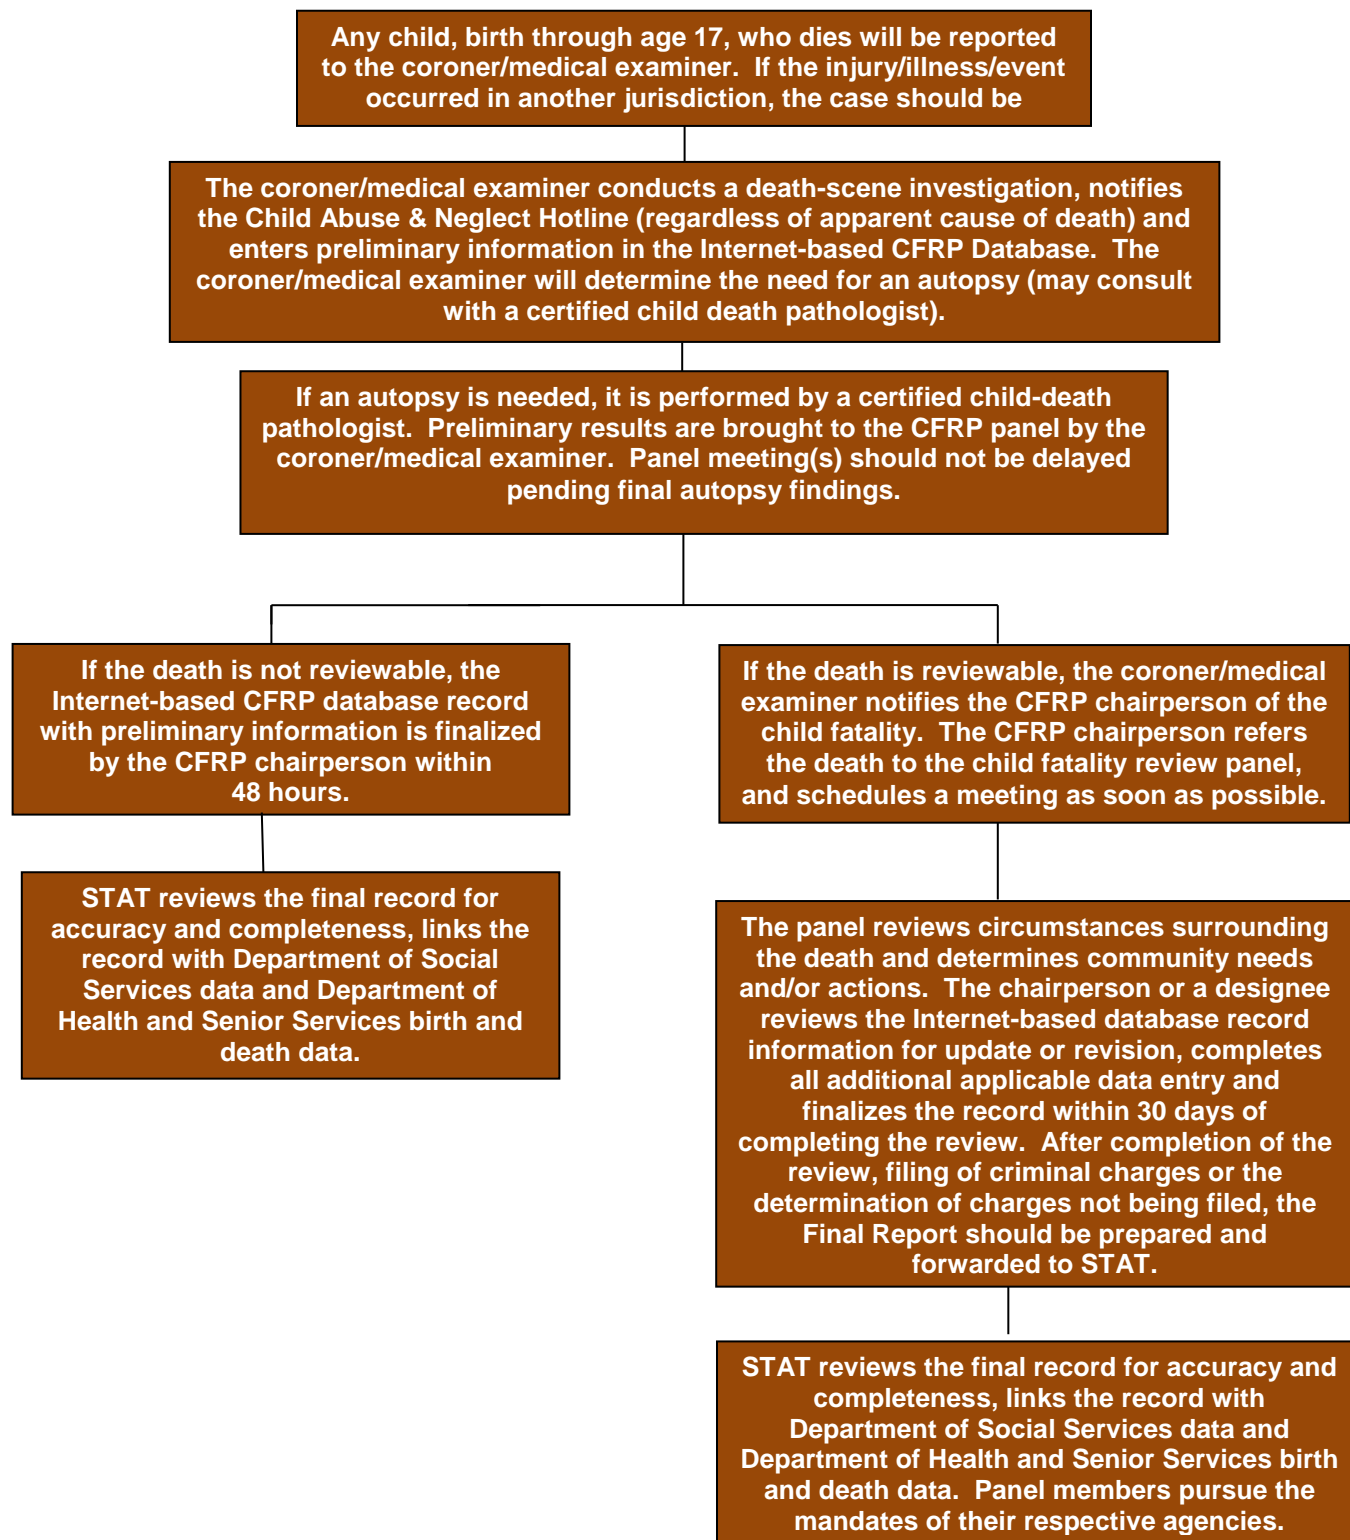 Any child, birth through age 17, who dies will be reported
to the coroner/medical examiner.  If the injury/illness/event
occurred in another jurisdiction, the case should be
The coroner/medical examiner conducts a death-scene investigation, notifies
the Child Abuse & Neglect Hotline (regardless of apparent cause of death) and
enters preliminary information in the Internet-based CFRP Database.  The
coroner/medical examiner will determine the need for an autopsy (may consult
with a certified child death pathologist).
If an autopsy is needed, it is performed by a certified child-death
pathologist.  Preliminary results are brought to the CFRP panel by the
coroner/medical examiner.  Panel meeting(s) should not be delayed
pending final autopsy findings.
If the death is not reviewable, the
Internet-based CFRP database record
with preliminary information is finalized
by the CFRP chairperson within
48 hours.
STAT reviews the final record for
accuracy and completeness, links the
record with Department of Social
Services data and Department of
Health and Senior Services birth and
death data.
If the death is reviewable, the coroner/medical
examiner notifies the CFRP chairperson of the
child fatality.  The CFRP chairperson refers
the death to the child fatality review panel,
and schedules a meeting as soon as possible.
The panel reviews circumstances surrounding
the death and determines community needs
and/or actions.  The chairperson or a designee
reviews the Internet-based database record
information for update or revision, completes
all additional applicable data entry and
finalizes the record within 30 days of
completing the review.  After completion of the
review, filing of criminal charges or the
determination of charges not being filed, the
Final Report should be prepared and
forwarded to STAT.
STAT reviews the final record for accuracy and
completeness, links the record with
Department of Social Services data and
Department of Health and Senior Services birth
and death data.  Panel members pursue the
mandates of their respective agencies.